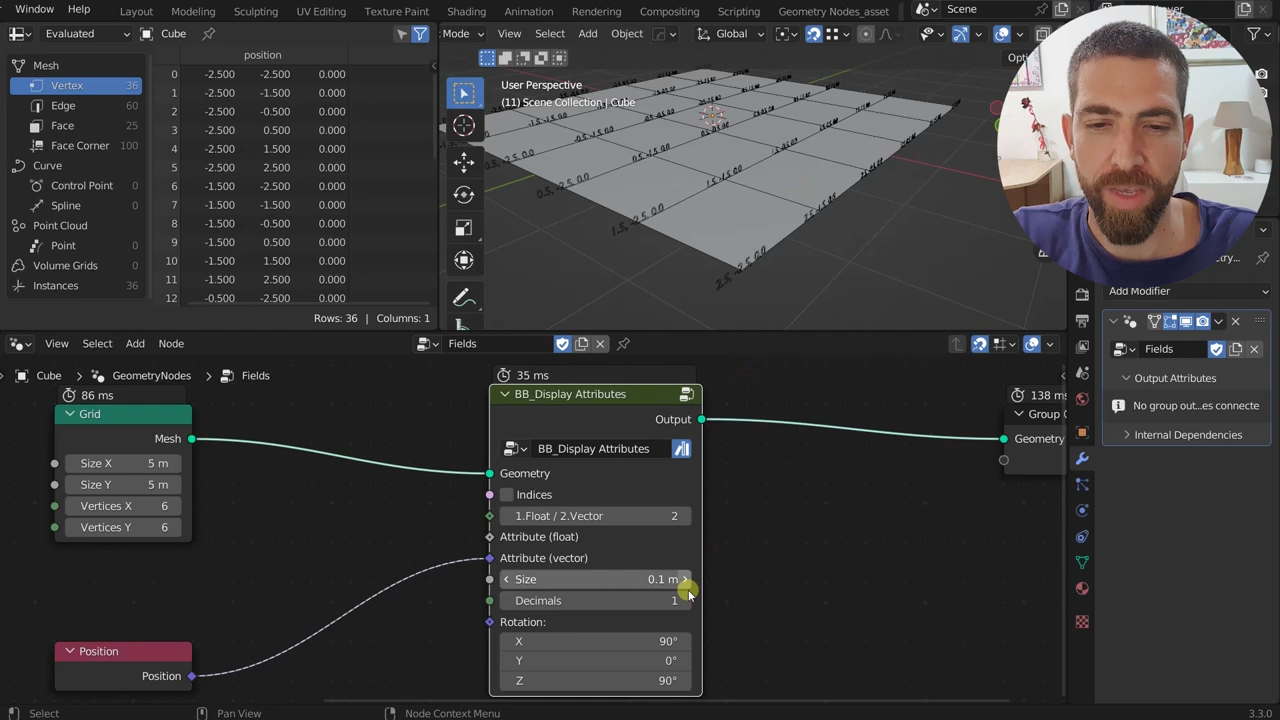 Window Help
Layout Modeling Sculpting UV Editing Texture Paint Shading Animation Rendering Compositing Scripting Geometry Nodes_asset
Scene
Evaluated
Cube
Mode View Select Add Object Global
Mesh
Vertex 36
Edge 60
Face 25
Face Corner 100
Curve
Control Point 0
Spline 0
Point Cloud
Point 0
Volume Grids 0
Instances 36
position
0 -2.500 -2.500 0.000
1 -2.500 -1.500 0.000
2 -2.500 -0.500 0.000
3 -2.500 0.500 0.000
4 -2.500 1.500 0.000
5 -2.500 2.500 0.000
6 -1.500 -2.500 0.000
7 -1.500 -1.500 0.000
8 -1.500 -0.500 0.000
9 -1.500 0.500 0.000
10 -1.500 1.500 0.000
11 -1.500 2.500 0.000
12 -0.500 -2.500 0.000
Rows: 36 | Columns: 1
User Perspective
(11) Scene Collection | Cube
Add Modifier
Fields
Output Attributes
No group out...es connecte
Internal Dependencies
View Select Add Node
Fields
Cube GeometryNodes Fields
86 ms
Grid
Mesh
Size X 5 m
Size Y 5 m
Vertices X 6
Vertices Y 6
Position
Position
35 ms
BB_Display Attributes
Output
BB_Display Attributes
Geometry
Indices
1.Float / 2.Vector 2
Attribute (float)
Attribute (vector)
Size 0.1 m
Decimals 1
Rotation:
X 90°
Y 0°
Z 90°
138 ms
Group
Geometry
Select Pan View Node Context Menu 3.3.0